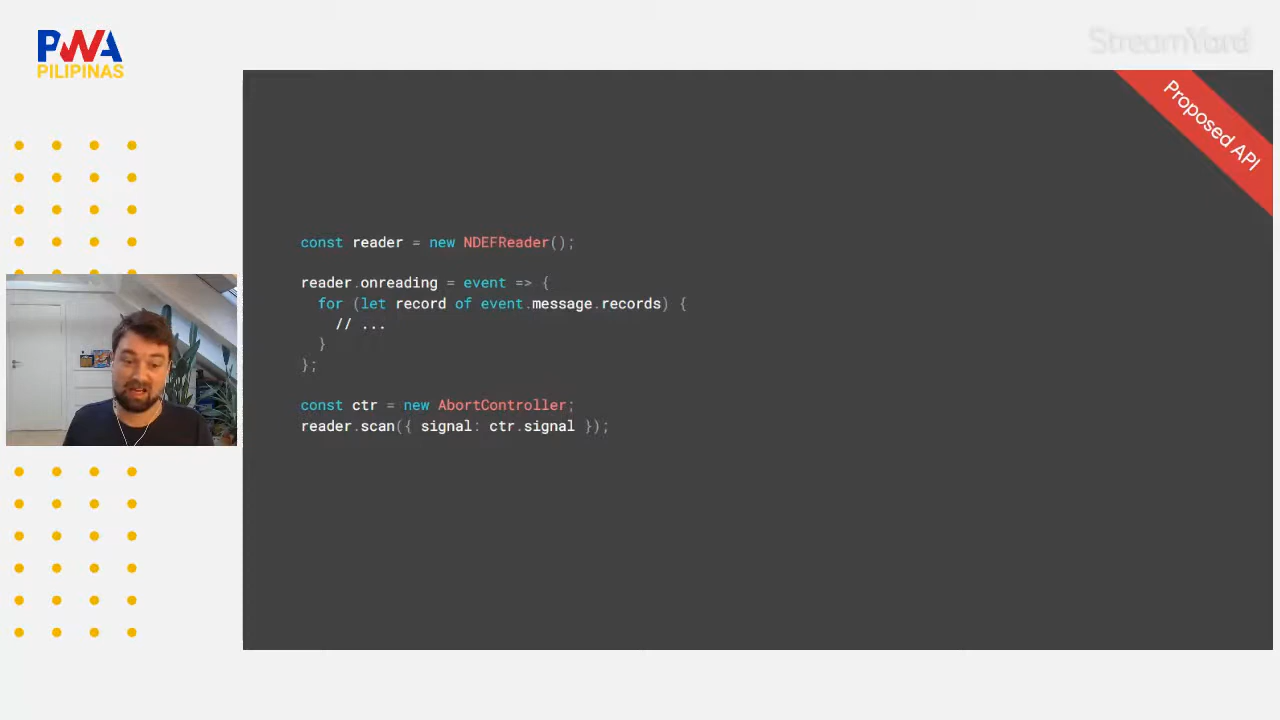 PWA
PILIPINAS
StreamYard
Proposed API
const reader = new NDEFReader();
reader.onreading = event => {
  for (let record of event.message.records) {
    // ...
  }
};
const ctr = new AbortController;
reader.scan({ signal: ctr.signal });